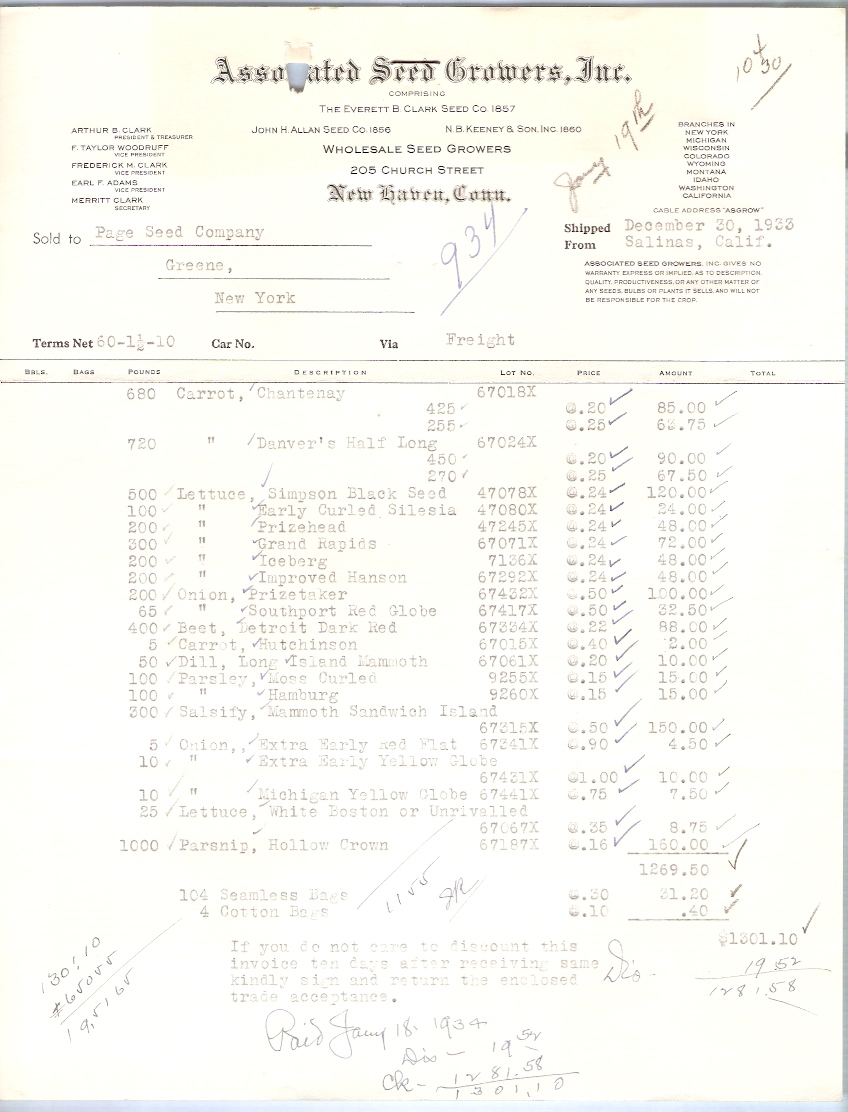 Associated Seed Growers, Inc.
COMPRISING
THE EVERETT B. CLARK SEED CO. 1857
JOHN H. ALLAN SEED CO. 1856 N. B. KEENEY & SON, INC. 1860
WHOLESALE SEED GROWERS
205 CHURCH STREET
New Haven, Conn.
10 30
Jany 19th
ARTHUR B. CLARK
PRESIDENT & TREASURER
F. TAYLOR WOODRUFF
VICE PRESIDENT
FREDERICK M. CLARK
VICE PRESIDENT
EARL F. ADAMS
VICE PRESIDENT
MERRITT CLARK
SECRETARY
BRANCHES IN
NEW YORK
MICHIGAN
WISCONSIN
COLORADO
WYOMING
MONTANA
IDAHO
WASHINGTON
CALIFORNIA
CABLE ADDRESS "ASGROW"
Sold to Page Seed Company
Greene,
New York
934
Shipped December 30, 1933
From Salinas, Calif.
ASSOCIATED SEED GROWERS, INC. GIVES NO
WARRANTY EXPRESS OR IMPLIED, AS TO DESCRIPTION,
QUALITY, PRODUCTIVENESS, OR ANY OTHER MATTER OF
ANY SEEDS, BULBS OR PLANTS IT SELLS, AND WILL NOT
BE RESPONSIBLE FOR THE CROP.
Terms Net 60-1½-10 Car No. Via Freight
BBLS. BAGS POUNDS DESCRIPTION LOT NO. PRICE AMOUNT TOTAL
680 Carrot, Chantenay 67018X
425 @.20 85.00
255 @.25 63.75
720 " Danver's Half Long 67024X
450 @.20 90.00
270 @.25 67.50
500 Lettuce, Simpson Black Seed 47078X @.24 120.00
100 " Early Curled Silesia 47080X @.24 24.00
200 " Prizehead 47245X @.24 48.00
300 " Grand Rapids 67071X @.24 72.00
200 " Iceberg 7136X @.24 48.00
200 " Improved Hanson 67292X @.24 48.00
200 Onion, Prizetaker 67432X @.50 100.00
65 " Southport Red Globe 67417X @.50 32.50
400 Beet, Detroit Dark Red 67334X @.22 88.00
5 Carrot, Hutchinson 67015X @.40 2.00
50 Dill, Long Island Mammoth 67061X @.20 10.00
100 Parsley, Moss Curled 9255X @.15 15.00
100 " Hamburg 9260X @.15 15.00
300 Salsify, Mammoth Sandwich Island
67315X @.50 150.00
5 Onion, Extra Early Red Flat 67341X @.90 4.50
10 " Extra Early Yellow Globe
67431X @1.00 10.00
10 " Michigan Yellow Globe 67441X @.75 7.50
25 Lettuce, White Boston or Unrivalled
67067X @.35 8.75
1000 Parsnip, Hollow Crown 67187X @.16 160.00
1269.50
104 Seamless Bags @.30 31.20
4 Cotton Bags @.10 .40
$1301.10
If you do not care to discount this
invoice ten days after receiving same
kindly sign and return the enclosed
trade acceptance.
Dis - 19 52
1281.58
Paid Jany 18. 1934
Dis - 19 52
Ck - 1281.58
1301,10